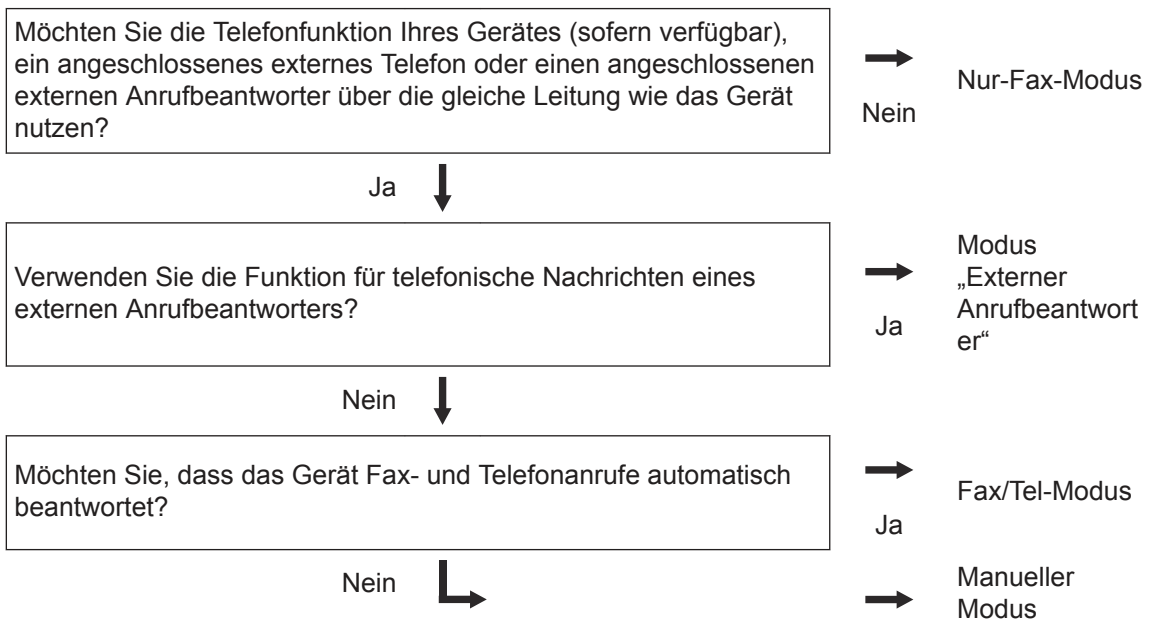 Möchten Sie die Telefonfunktion Ihres Gerätes (sofern verfügbar),
ein angeschlossenes externes Telefon oder einen angeschlossenen
externen Anrufbeantworter über die gleiche Leitung wie das Gerät
nutzen?
Nein
Nur-Fax-Modus
Ja
Verwenden Sie die Funktion für telefonische Nachrichten eines
externen Anrufbeantworters?
Ja
Modus
„Externer
Anrufbeantwort
er“
Nein
Möchten Sie, dass das Gerät Fax- und Telefonanrufe automatisch
beantwortet?
Ja
Fax/Tel-Modus
Nein
Manueller
Modus